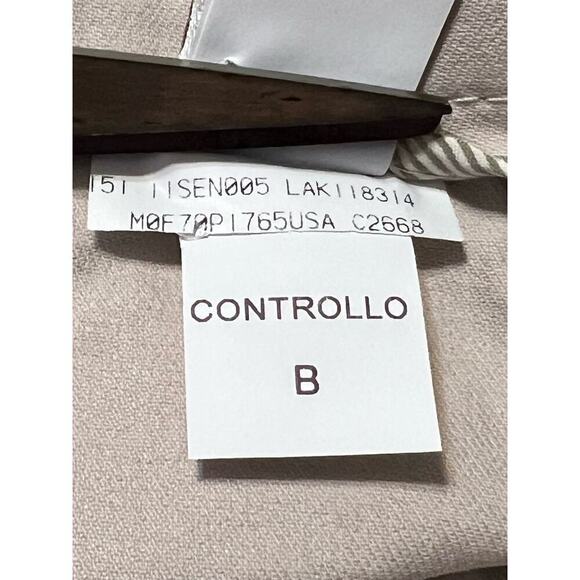 151 11SEN005 LAK118314
M0F70P1765USA C2668
CONTROLLO
B